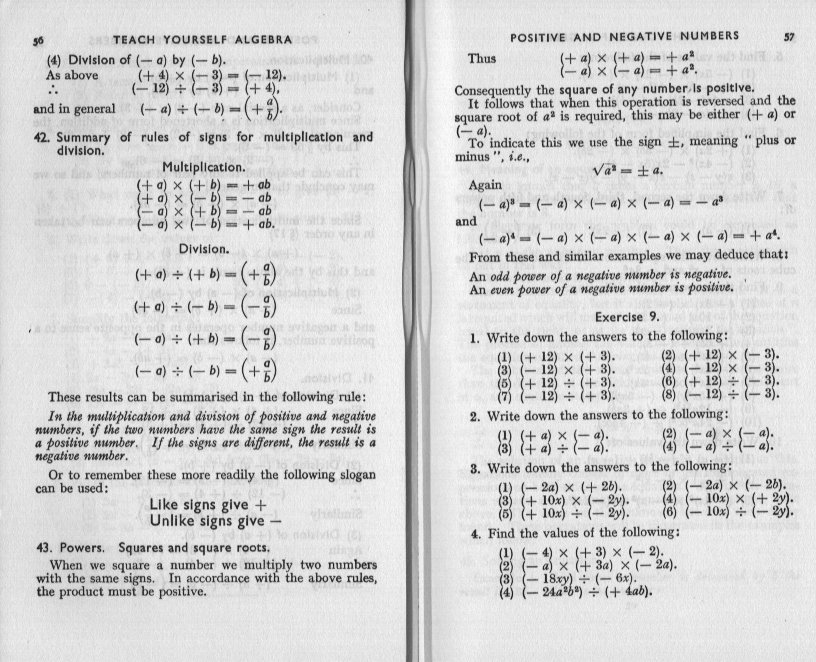 56 TEACH YOURSELF ALGEBRA
(4) Division of (— a) by (— b).
As above (+ 4) × (— 3) = (— 12).
∴ (— 12) ÷ (— 3) = (+ 4),
and in general (— a) ÷ (— b) = (+ a/b).
42. Summary of rules of signs for multiplication and
division.
Multiplication.
(+ a) × (+ b) = + ab
(+ a) × (— b) = — ab
(— a) × (+ b) = — ab
(— a) × (— b) = + ab.
Division.
(+ a) ÷ (+ b) = (+ a/b)
(+ a) ÷ (— b) = (— a/b)
(— a) ÷ (+ b) = (— a/b)
(— a) ÷ (— b) = (+ a/b)
These results can be summarised in the following rule:
In the multiplication and division of positive and negative
numbers, if the two numbers have the same sign the result is
a positive number. If the signs are different, the result is a
negative number.
Or to remember these more readily the following slogan
can be used:
Like signs give +
Unlike signs give —
43. Powers. Squares and square roots.
When we square a number we multiply two numbers
with the same signs. In accordance with the above rules,
the product must be positive.
POSITIVE AND NEGATIVE NUMBERS 57
Thus (+ a) × (+ a) = + a²
(— a) × (— a) = + a².
Consequently the square of any number is positive.
It follows that when this operation is reversed and the
square root of a² is required, this may be either (+ a) or
(— a).
To indicate this we use the sign ±, meaning “ plus or
minus ”, i.e.,
√a² = ± a.
Again
(— a)³ = (— a) × (— a) × (— a) = — a³
and
(— a)⁴ = (— a) × (— a) × (— a) × (— a) = + a⁴.
From these and similar examples we may deduce that:
An odd power of a negative number is negative.
An even power of a negative number is positive.
Exercise 9.
1. Write down the answers to the following:
(1) (+ 12) × (+ 3). (2) (+ 12) × (— 3).
(3) (— 12) × (+ 3). (4) (— 12) × (— 3).
(5) (+ 12) ÷ (+ 3). (6) (+ 12) ÷ (— 3).
(7) (— 12) ÷ (+ 3). (8) (— 12) ÷ (— 3).
2. Write down the answers to the following:
(1) (+ a) × (— a). (2) (— a) × (— a).
(3) (+ a) ÷ (— a). (4) (— a) ÷ (— a).
3. Write down the answers to the following:
(1) (— 2a) × (+ 2b). (2) (— 2a) × (— 2b).
(3) (+ 10x) × (— 2y). (4) (— 10x) × (+ 2y).
(5) (+ 10x) ÷ (— 2y). (6) (— 10x) ÷ (— 2y).
4. Find the values of the following:
(1) (— 4) × (+ 3) × (— 2).
(2) (— a) × (+ 3a) × (— 2a).
(3) (— 18xy) ÷ (— 6x).
(4) (— 24a²b²) ÷ (+ 4ab).